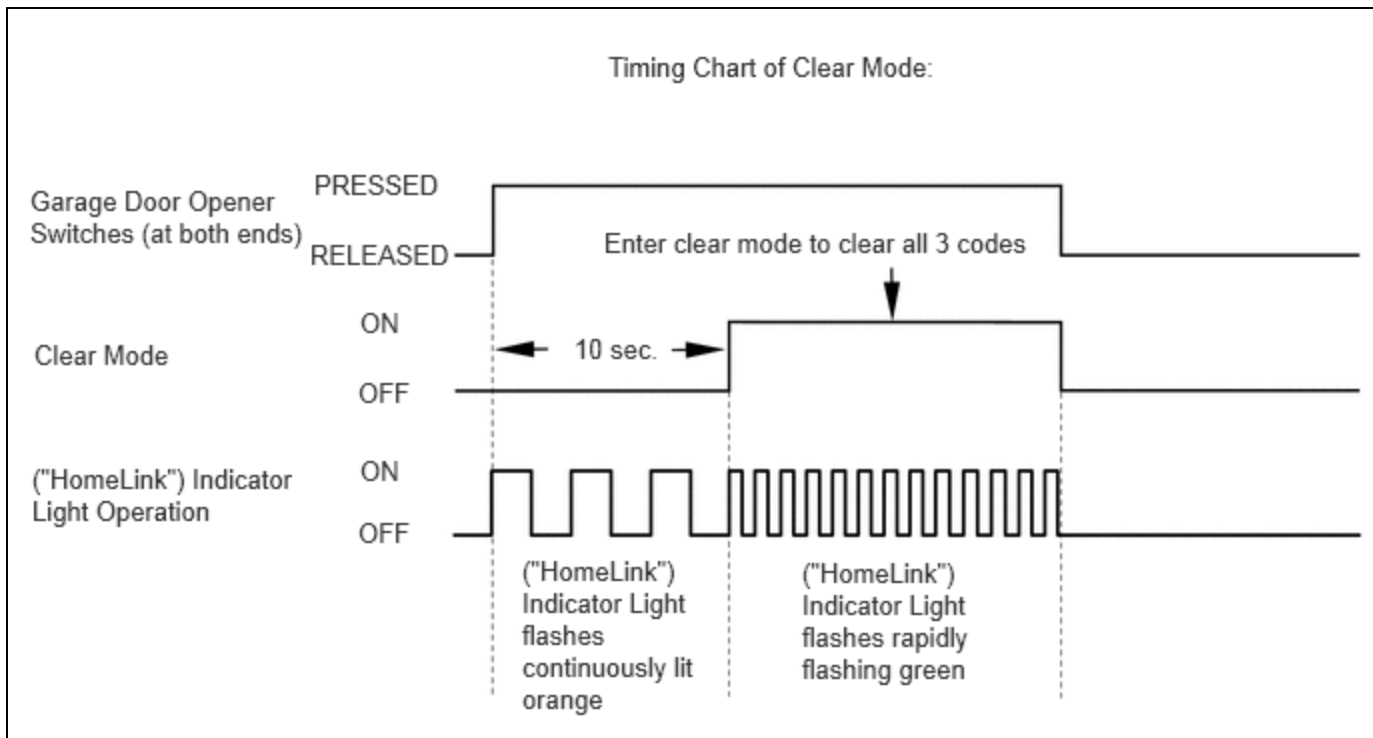 Timing Chart of Clear Mode:
Garage Door Opener
Switches (at both ends)
PRESSED
RELEASED
Enter clear mode to clear all 3 codes
Clear Mode
ON
OFF
10 sec.
("HomeLink") Indicator
Light Operation
ON
OFF
("HomeLink")
Indicator Light
flashes
continuously lit
orange
("HomeLink")
Indicator Light
flashes rapidly
flashing green